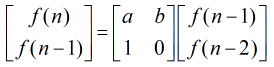 [f(n) f(n−1)] = [a b 1 0] [f(n−1) f(n−2)]